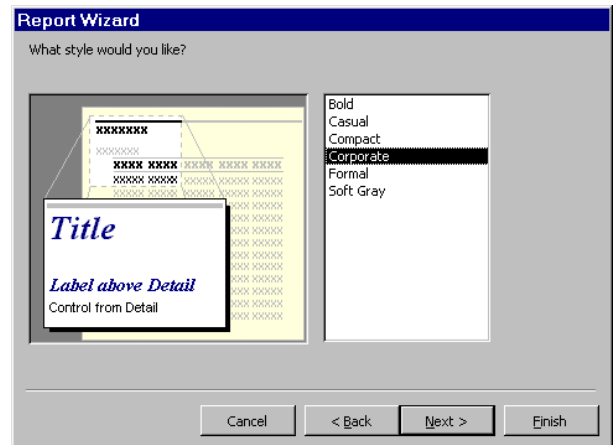 Report Wizard
What style would you like?
xxxxxxx
xxxxxxx
xxxx xxxx xxxx xxxx xxxx
xxxxx xxxxx xxxxx xxxxx xxxxx
Title
Label above Detail
Control from Detail
Bold
Casual
Compact
Corporate
Formal
Soft Gray
Cancel
< Back
Next >
Finish